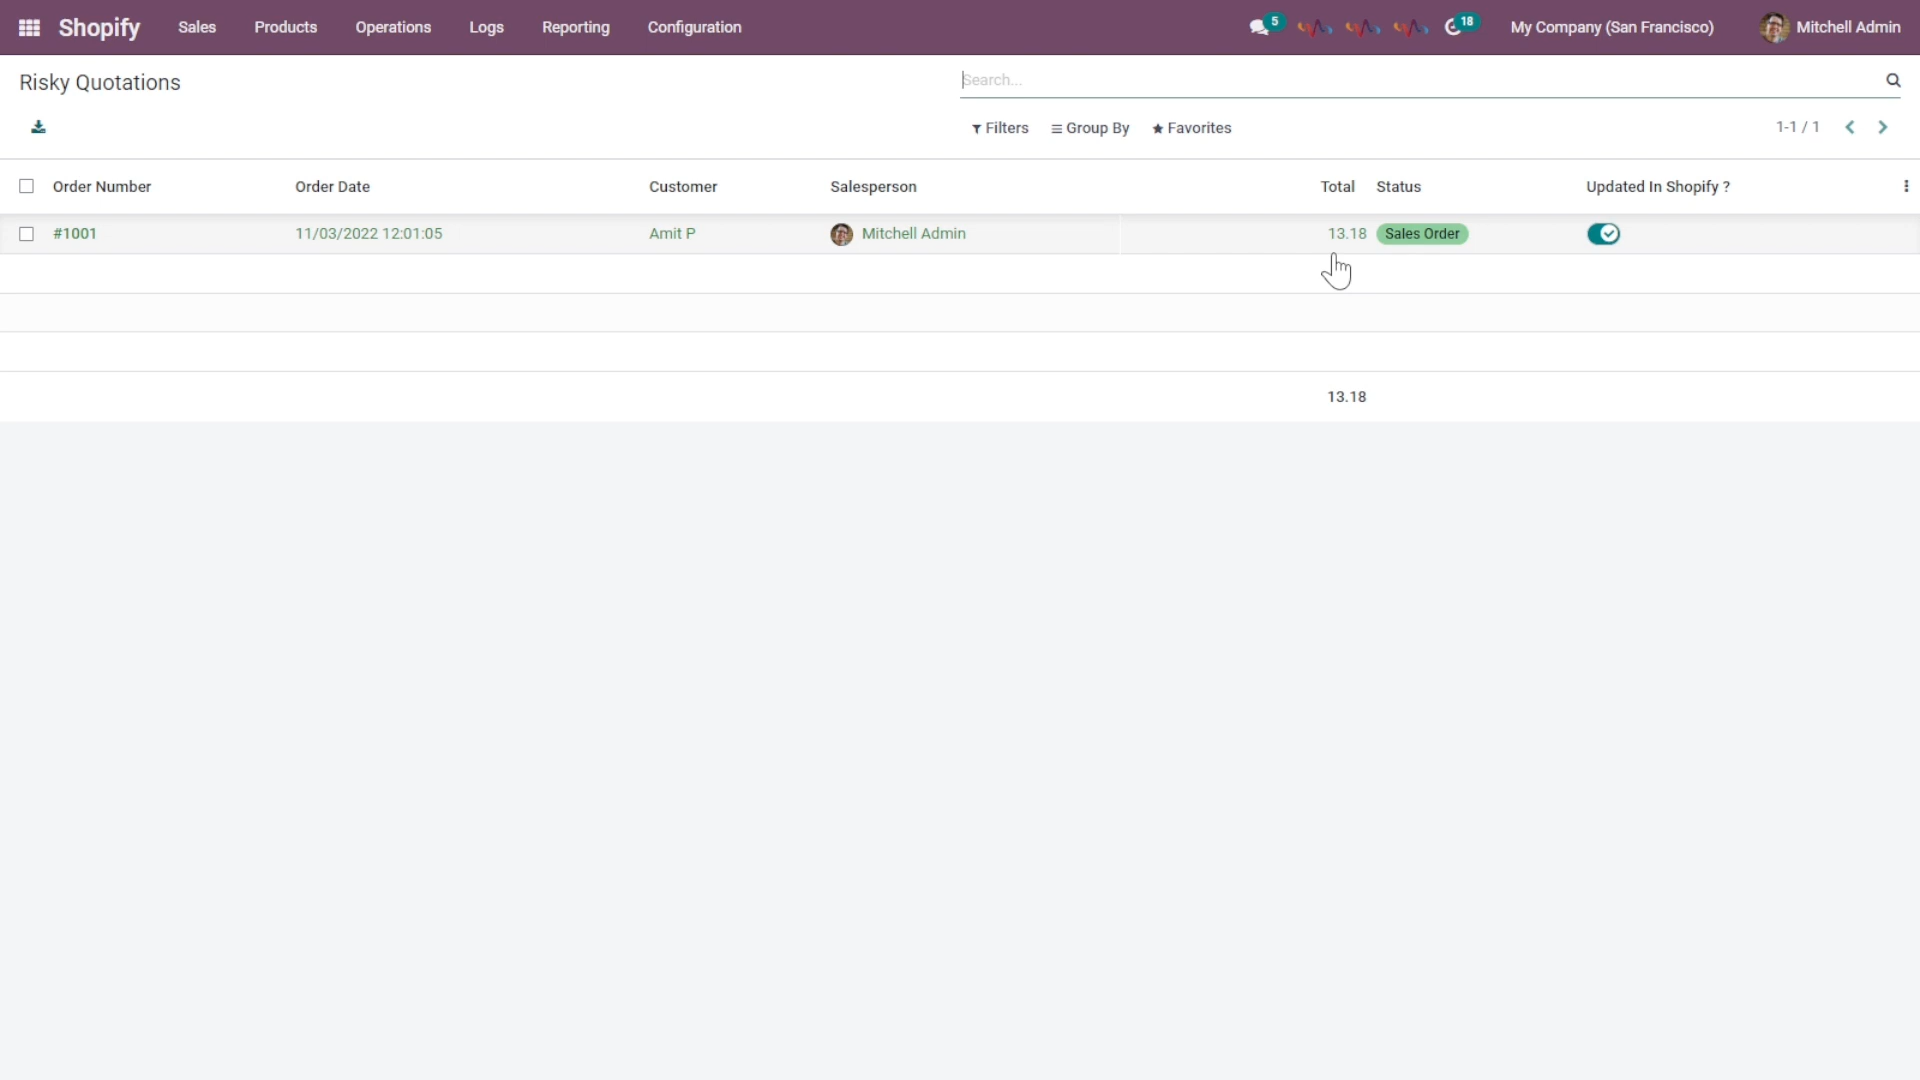 Shopify Sales Products Operations Logs Reporting Configuration 5 18 My Company (San Francisco) Mitchell Admin
Risky Quotations Search...
Filters Group By Favorites 1-1 / 1
Order Number Order Date Customer Salesperson Total Status Updated In Shopify ?
#1001 11/03/2022 12:01:05 Amit P Mitchell Admin 13.18 Sales Order
13.18